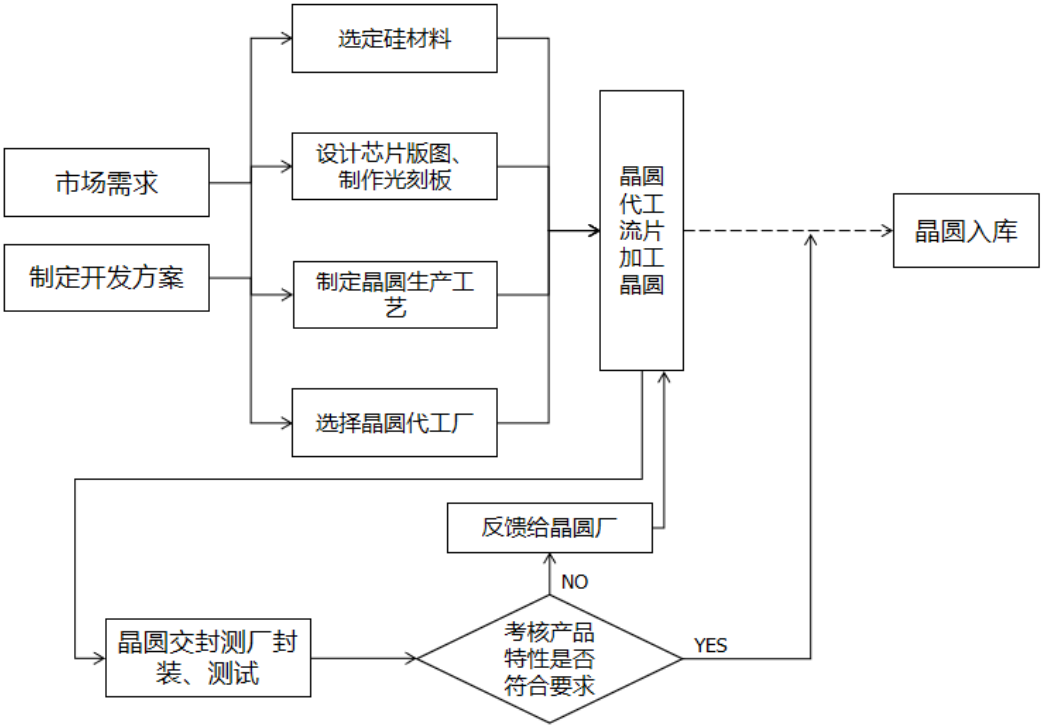 选定硅材料
设计芯片版图、
制作光刻板
市场需求
制定开发方案
制定晶圆生产工
艺
选择晶圆代工厂
晶圆
代工
流片
加工
晶圆
晶圆入库
反馈给晶圆厂
NO
晶圆交封测厂封
装、测试
考核产品
特性是否
符合要求
YES